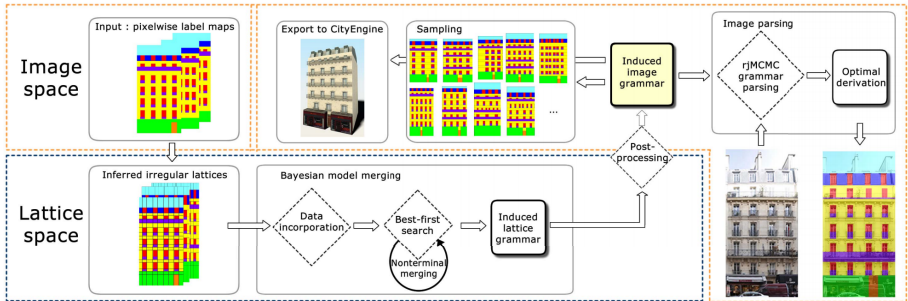 Image
space
Input : pixelwise label maps
Export to CityEngine
Sampling
...
Induced
image
grammar
Image parsing
rjMCMC
grammar
parsing
Optimal
derivation
Post-
processing
Lattice
space
Inferred irregular lattices
Bayesian model merging
Data
incorporation
Best-first
search
Nonterminal
merging
Induced
lattice
grammar